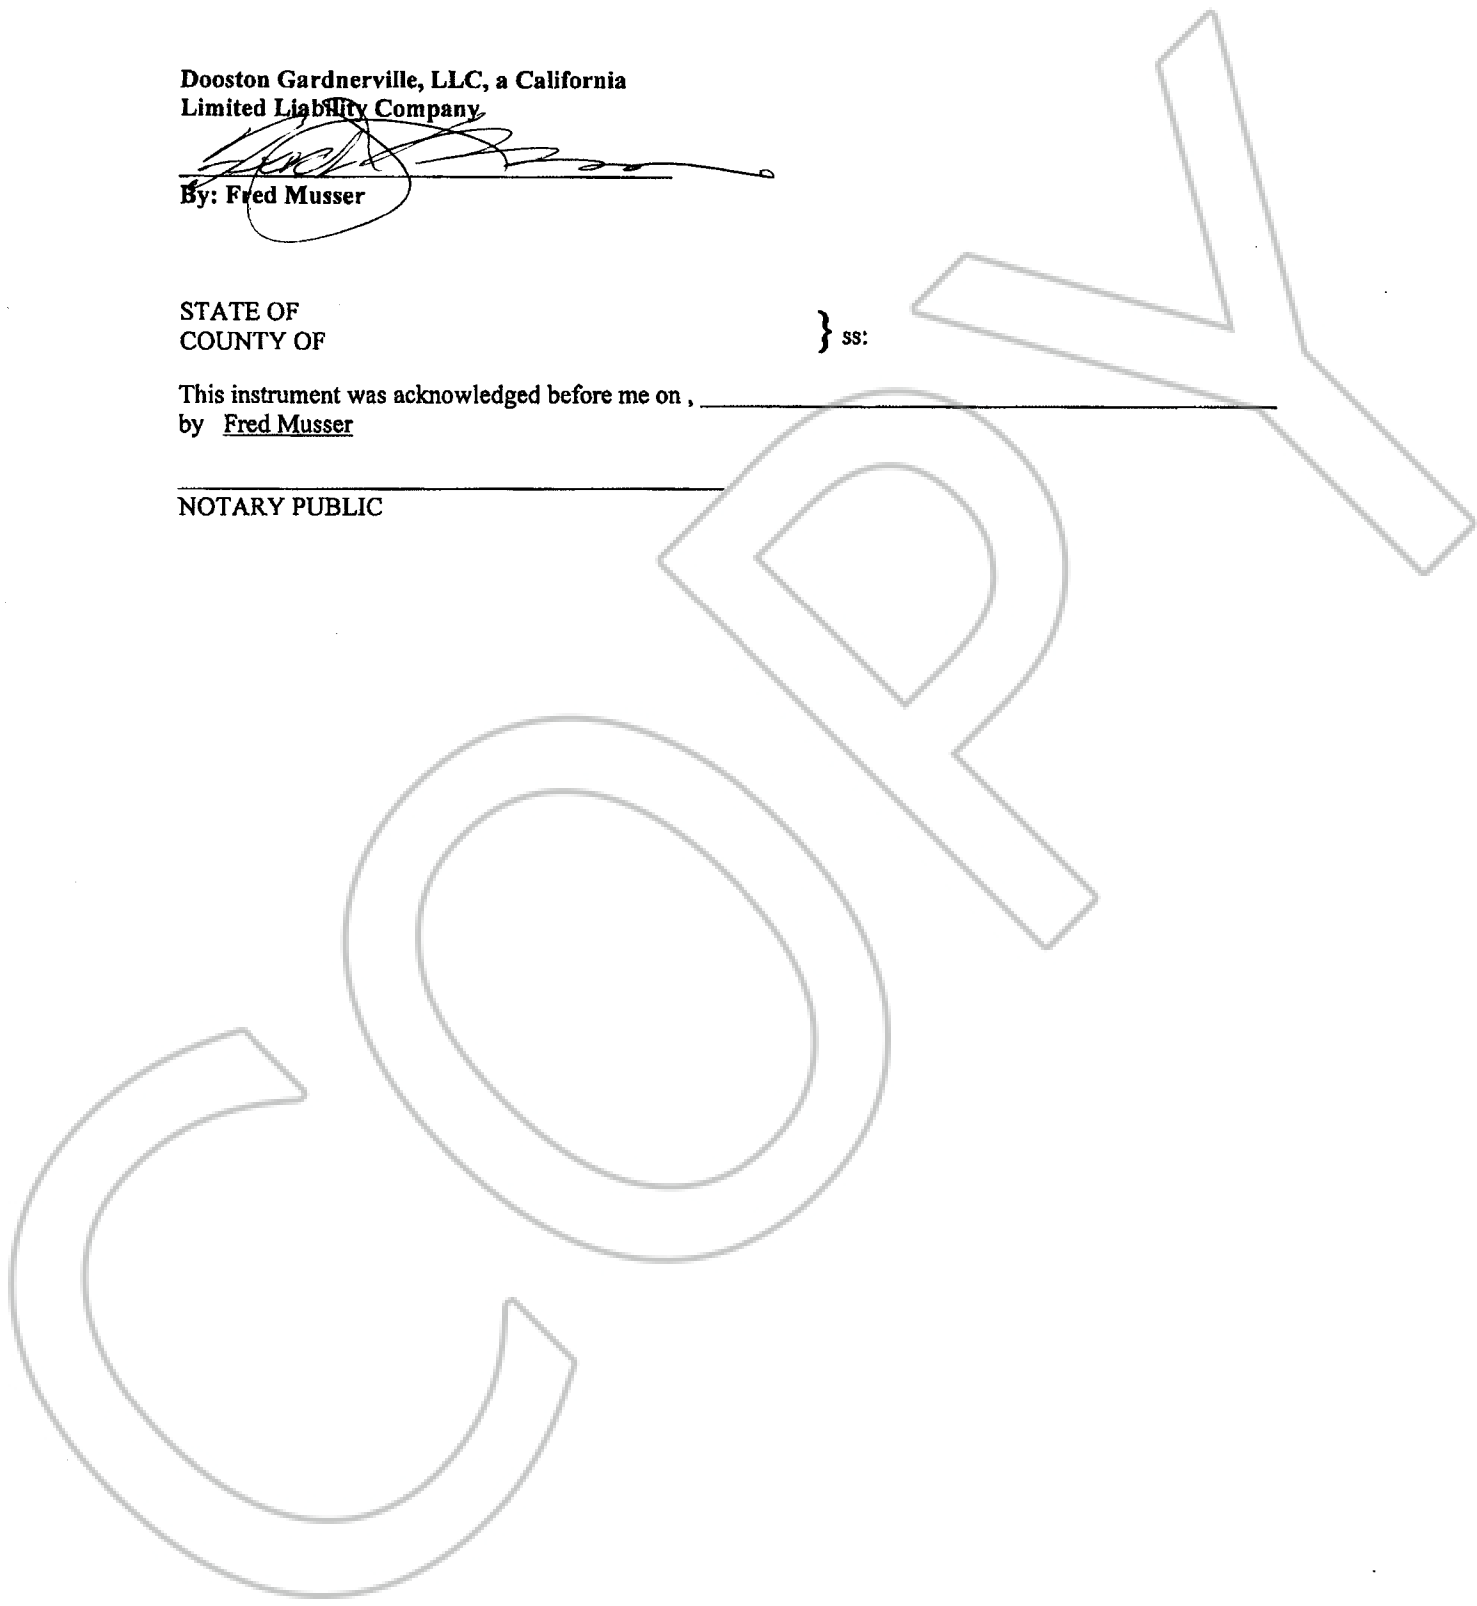 Dooston Gardnerville, LLC, a California
Limited Liability Company
By: Fred Musser
STATE OF
COUNTY OF
} ss:
This instrument was acknowledged before me on ,
by Fred Musser
NOTARY PUBLIC
COPY